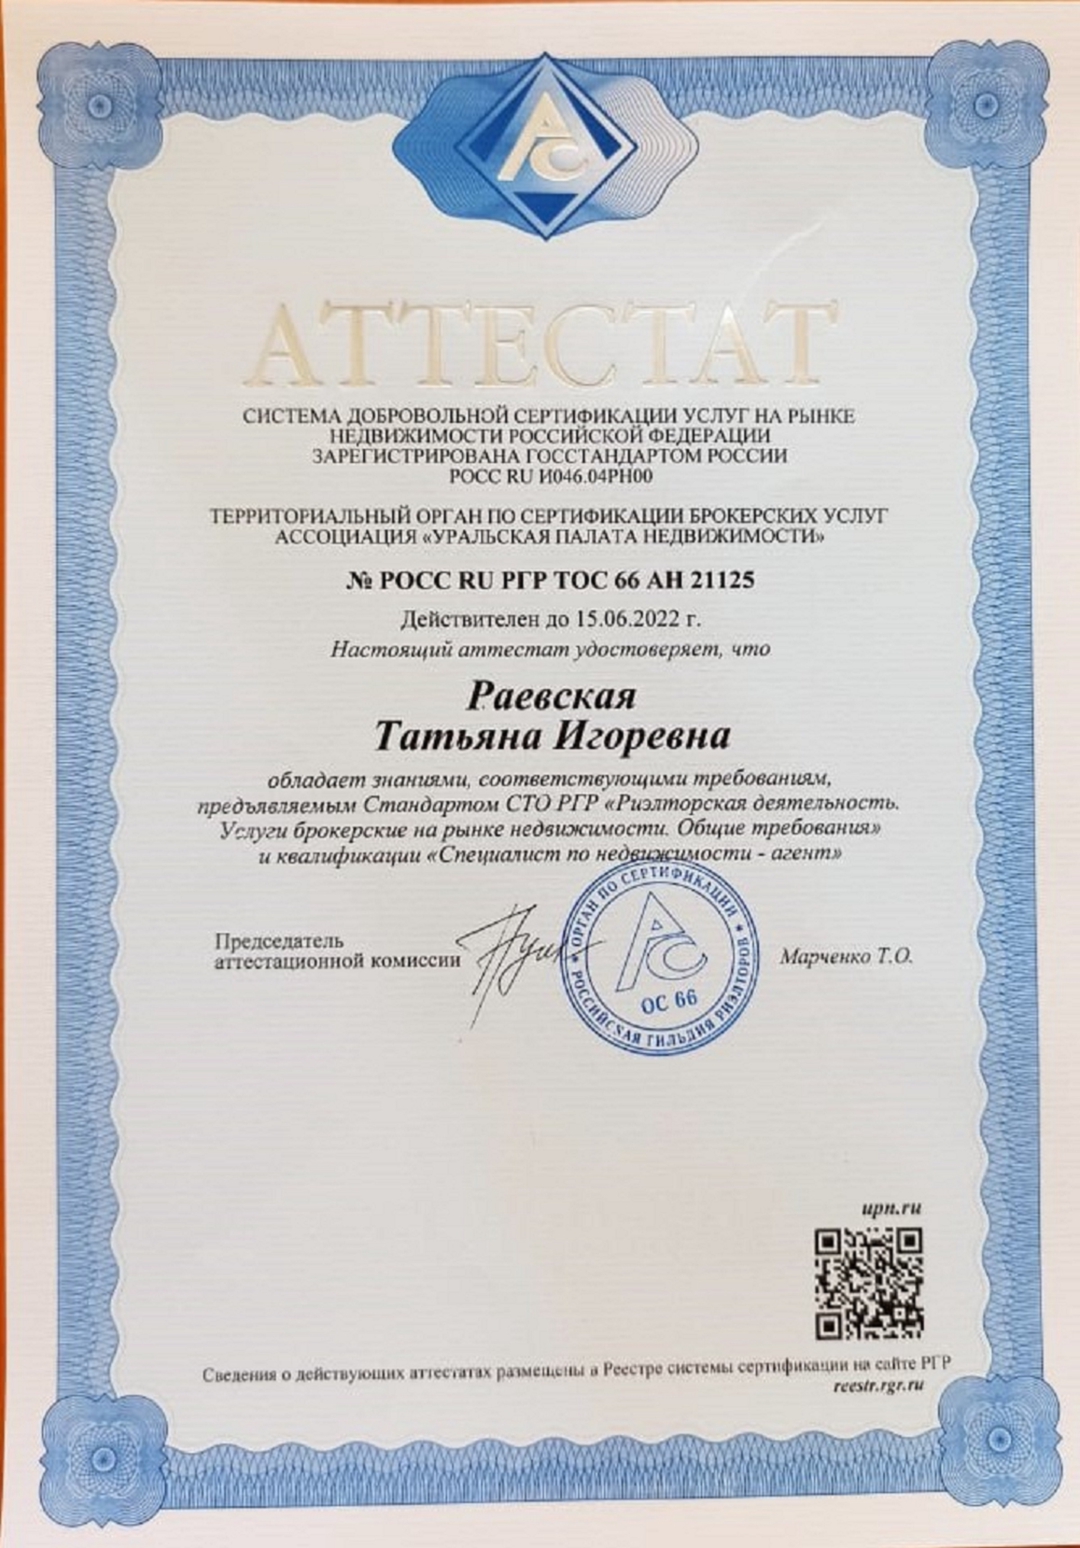 АС
АТТЕСТАТ
СИСТЕМА ДОБРОВОЛЬНОЙ СЕРТИФИКАЦИИ УСЛУГ НА РЫНКЕ
НЕДВИЖИМОСТИ РОССИЙСКОЙ ФЕДЕРАЦИИ
ЗАРЕГИСТРИРОВАНА ГОССТАНДАРТОМ РОССИИ
РОСС RU И046.04РН00
ТЕРРИТОРИАЛЬНЫЙ ОРГАН ПО СЕРТИФИКАЦИИ БРОКЕРСКИХ УСЛУГ
АССОЦИАЦИЯ «УРАЛЬСКАЯ ПАЛАТА НЕДВИЖИМОСТИ»
№ РОСС RU РГР ТОС 66 АН 21125
Действителен до 15.06.2022 г.
Настоящий аттестат удостоверяет, что
Раевская
Татьяна Игоревна
обладает знаниями, соответствующими требованиям,
предъявляемым Стандартом СТО РГР «Риэлторская деятельность.
Услуги брокерские на рынке недвижимости. Общие требования»
и квалификации «Специалист по недвижимости - агент»
Председатель
аттестационной комиссии
ОРГАН ПО СЕРТИФИКАЦИИ
АС
ОС 66
РОССИЙСКАЯ ГИЛЬДИЯ РИЭЛТОРОВ
Марченко Т.О.
upn.ru
Сведения о действующих аттестатах размещены в Реестре системы сертификации на сайте РГР
reestr.rgr.ru